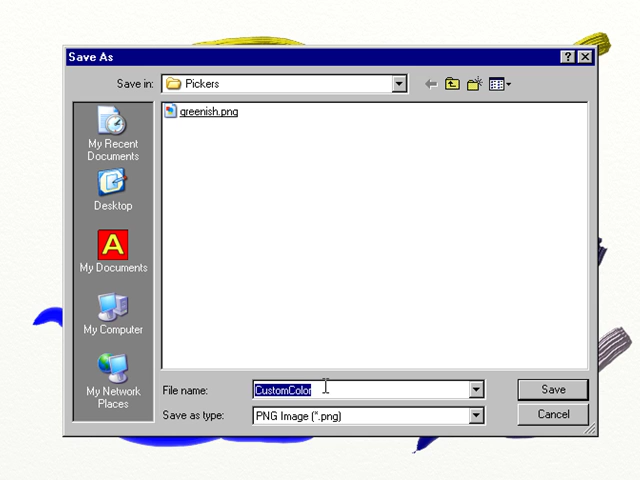 Save As
Save in: Pickers
greenish.png
My Recent
Documents
Desktop
A
My Documents
My Computer
My Network
Places
File name: CustomColor Save
Save as type: PNG Image (*.png) Cancel